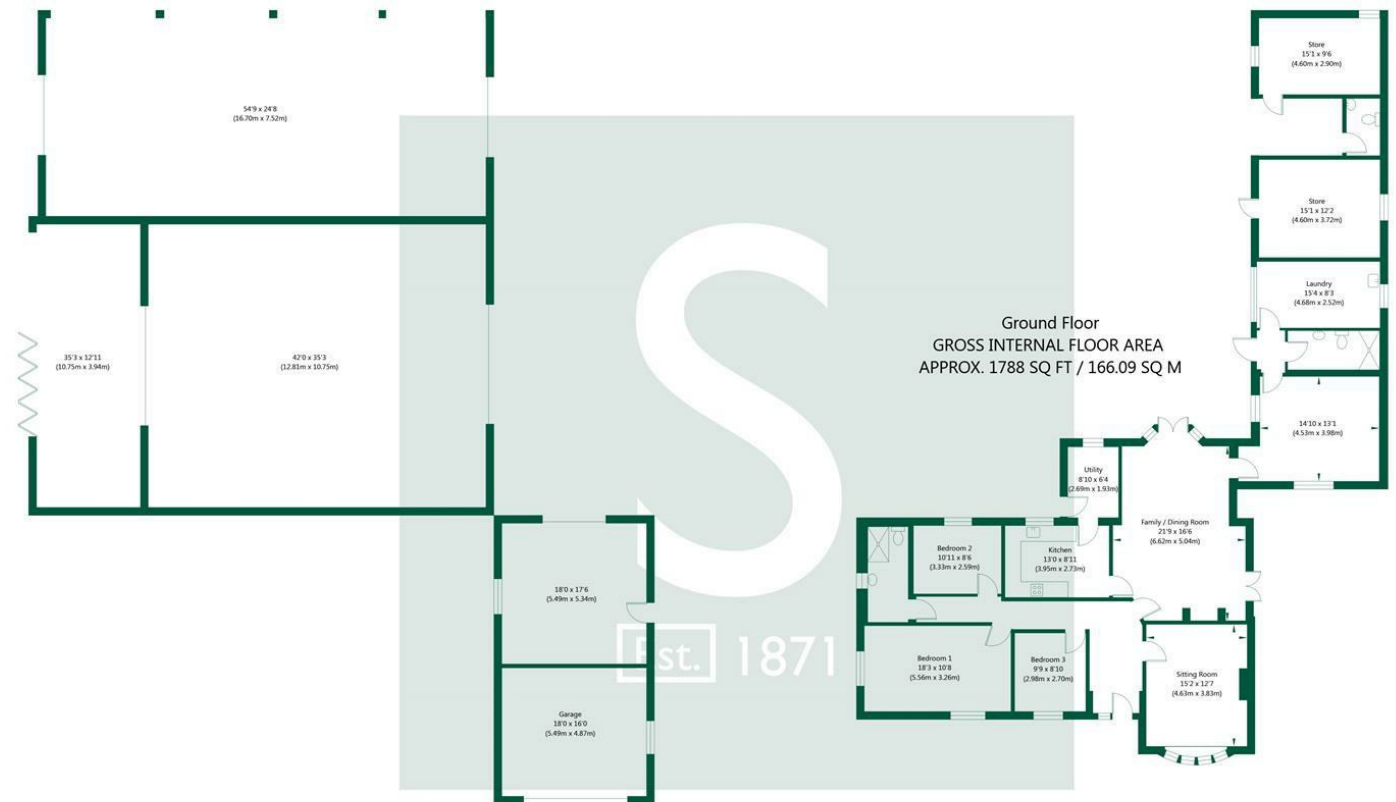 54'9 x 24'8
(16.70m x 7.52m)
35'3 x 12'11
(10.75m x 3.94m)
42'0 x 35'3
(12.81m x 10.75m)
18'0 x 17'6
(5.49m x 5.34m)
Garage
18'0 x 16'0
(5.49m x 4.87m)
S
Est. 1871
Ground Floor
GROSS INTERNAL FLOOR AREA
APPROX. 1788 SQ FT / 166.09 SQ M
Store
15'1 x 9'6
(4.60m x 2.90m)
Store
15'1 x 12'2
(4.60m x 3.72m)
Laundry
15'4 x 8'3
(4.68m x 2.52m)
14'10 x 13'1
(4.53m x 3.98m)
Utility
8'10 x 6'4
(2.69m x 1.93m)
Family / Dining Room
21'9 x 16'6
(6.62m x 5.04m)
Kitchen
13'0 x 8'11
(3.95m x 2.73m)
Bedroom 2
10'11 x 8'6
(3.33m x 2.59m)
Bedroom 1
18'3 x 10'8
(5.56m x 3.26m)
Bedroom 3
9'9 x 8'10
(2.98m x 2.70m)
Sitting Room
15'2 x 12'7
(4.63m x 3.83m)